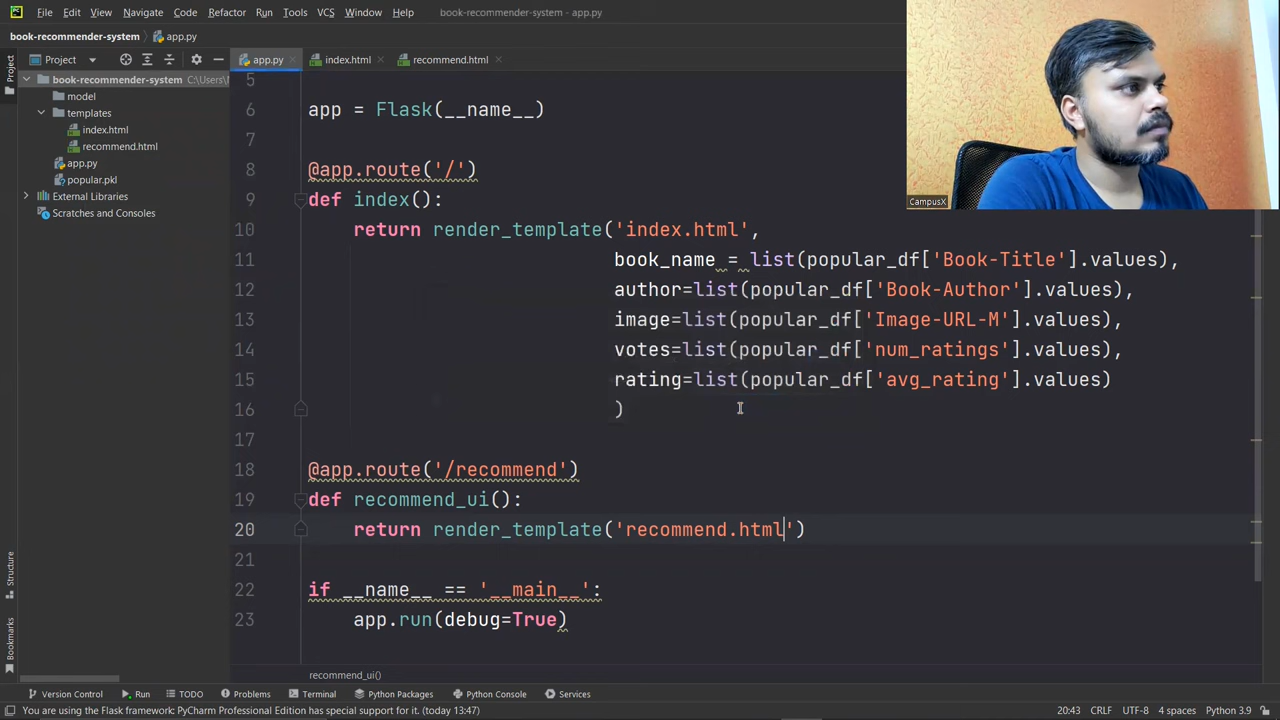 File Edit View Navigate Code Refactor Run Tools VCS Window Help book-recommender-system - app.py
book-recommender-system app.py
Project app.py index.html recommend.html
Project
book-recommender-system
model
templates
index.html
recommend.html
app.py
popular.pkl
External Libraries
Scratches and Consoles
5
6 app = Flask(__name__)
7
8 @app.route('/')
9 def index():
10 return render_template('index.html',
11 book_name = list(popular_df['Book-Title'].values),
12 author=list(popular_df['Book-Author'].values),
13 image=list(popular_df['Image-URL-M'].values),
14 votes=list(popular_df['num_ratings'].values),
15 rating=list(popular_df['avg_rating'].values)
16 )
17
18 @app.route('/recommend')
19 def recommend_ui():
20 return render_template('recommend.html')
21
22 if __name__ == '__main__':
23 app.run(debug=True)
recommend_ui()
CampusX
Structure
Bookmarks
Version Control Run TODO Problems Terminal Python Packages Python Console Services
You are using the Flask framework: PyCharm Professional Edition has special support for it. (today 13:47) 20:43 CRLF UTF-8 4 spaces Python 3.9